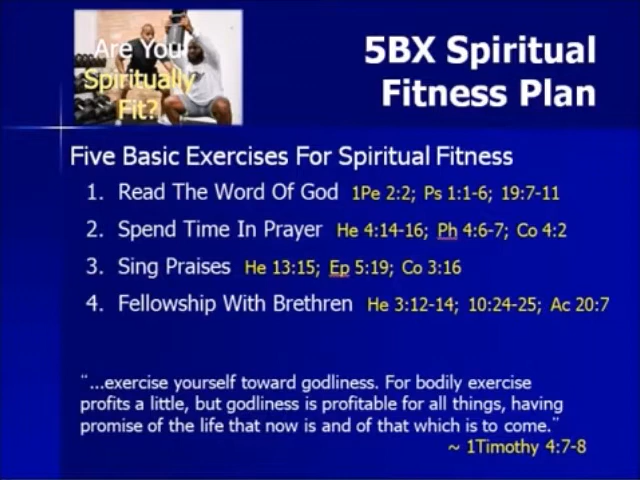 Are You
Spiritually
Fit?
5BX Spiritual
Fitness Plan
Five Basic Exercises For Spiritual Fitness
1. Read The Word Of God 1Pe 2:2; Ps 1:1-6; 19:7-11
2. Spend Time In Prayer He 4:14-16; Ph 4:6-7; Co 4:2
3. Sing Praises He 13:15; Ep 5:19; Co 3:16
4. Fellowship With Brethren He 3:12-14; 10:24-25; Ac 20:7
“...exercise yourself toward godliness. For bodily exercise
profits a little, but godliness is profitable for all things, having
promise of the life that now is and of that which is to come.”
~ 1Timothy 4:7-8